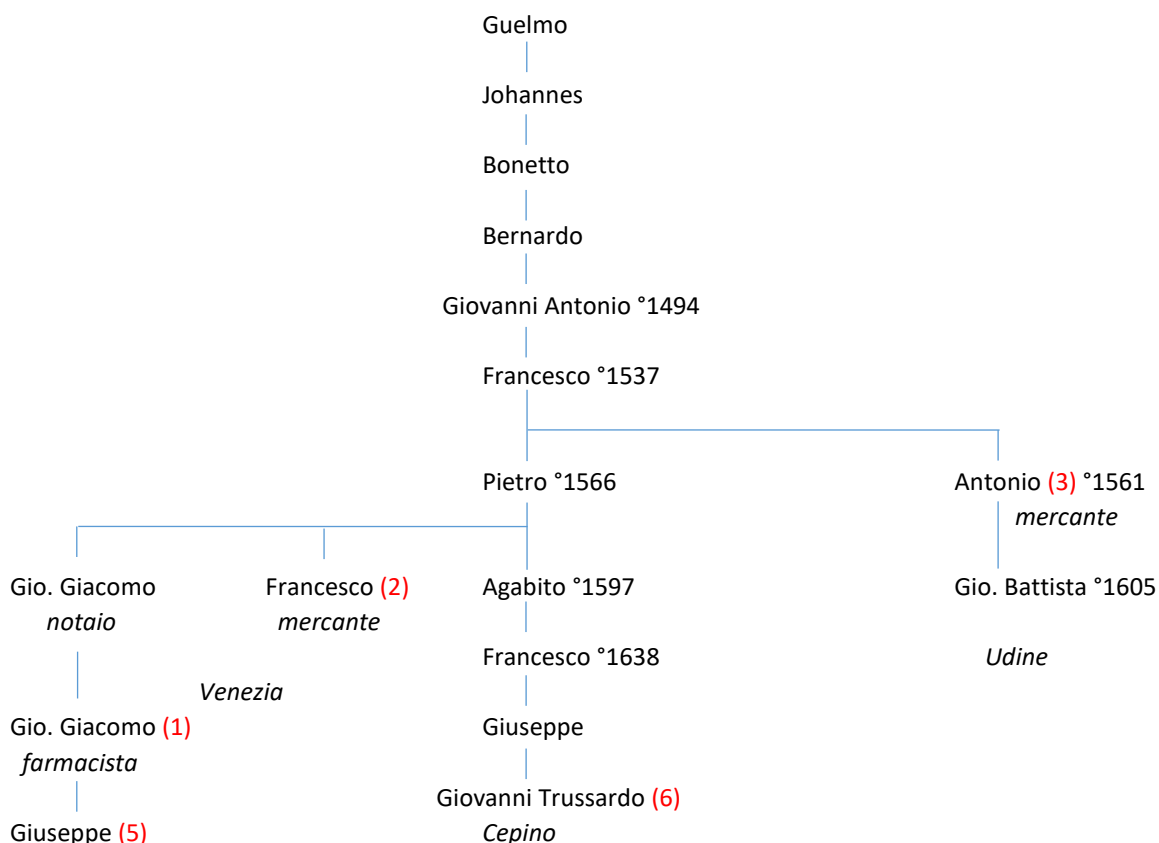 Guelmo
Johannes
Bonetto
Bernardo
Giovanni Antonio °1494
Francesco °1537
Pietro °1566
Antonio (3) °1561
mercante
Gio. Giacomo
notaio
Francesco (2)
mercante
Agabito °1597
Gio. Battista °1605
Francesco °1638
Udine
Venezia
Gio. Giacomo (1)
farmacista
Giuseppe
Giovanni Trussardo (6)
Cepino
Giuseppe (5)